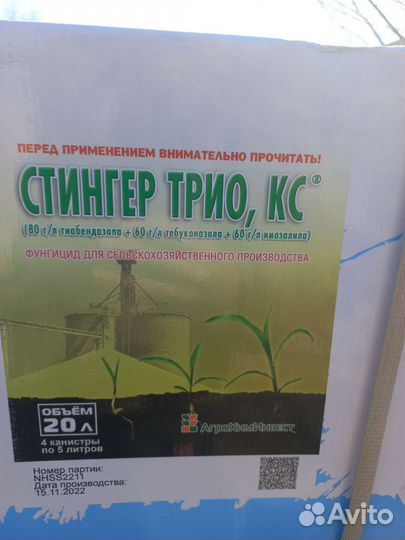 ПЕРЕД ПРИМЕНЕНИЕМ ВНИМАТЕЛЬНО ПРОЧИТАТЬ!
СТИНГЕР ТРИО, КС®
(80 г/л тиабендазола + 60 г/л тебуконазола + 60 г/л имазалила)
ФУНГИЦИД ДЛЯ СЕЛЬСКОХОЗЯЙСТВЕННОГО ПРОИЗВОДСТВА
ОБЪЁМ
20 л
4 канистры
по 5 литров
АгроХимИнвест
Номер партии:
NHSS2211
Дата производства:
15.11.2022
Avito